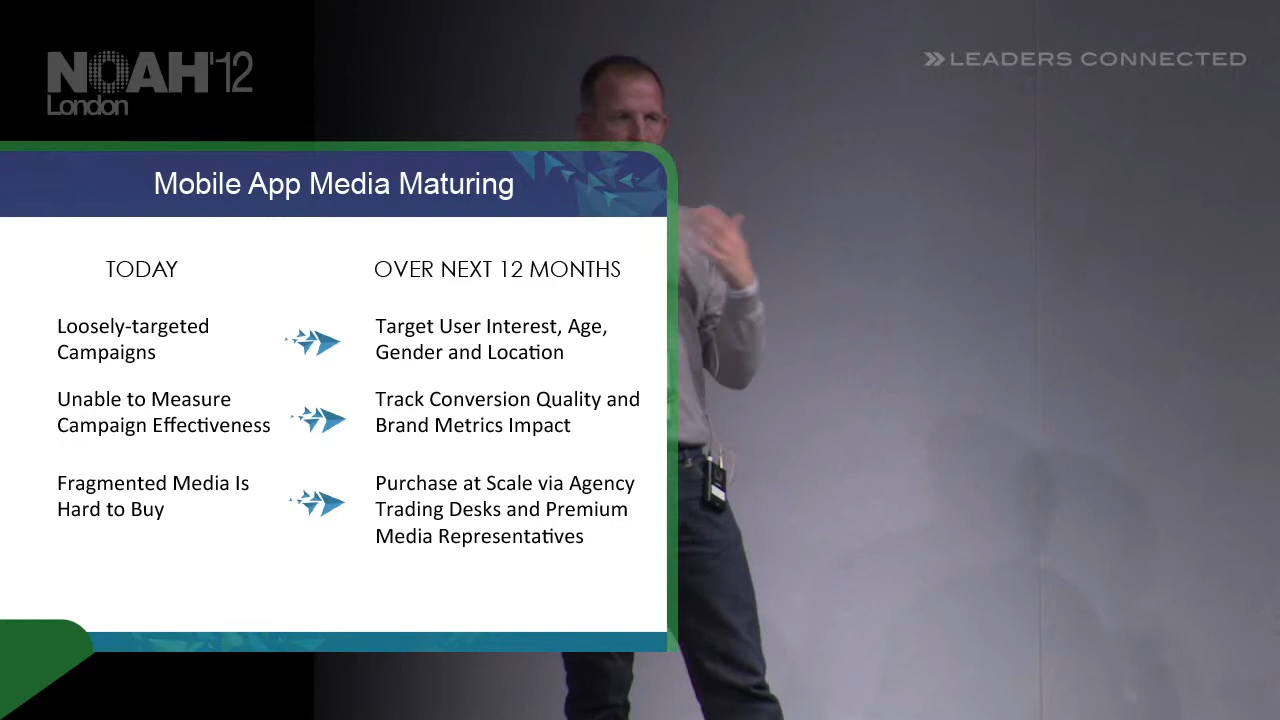 NOAH'12
London
LEADERS CONNECTED
Mobile App Media Maturing
TODAY
OVER NEXT 12 MONTHS
Loosely-targeted
Campaigns
Target User Interest, Age,
Gender and Location
Unable to Measure
Campaign Effectiveness
Track Conversion Quality and
Brand Metrics Impact
Fragmented Media Is
Hard to Buy
Purchase at Scale via Agency
Trading Desks and Premium
Media Representatives